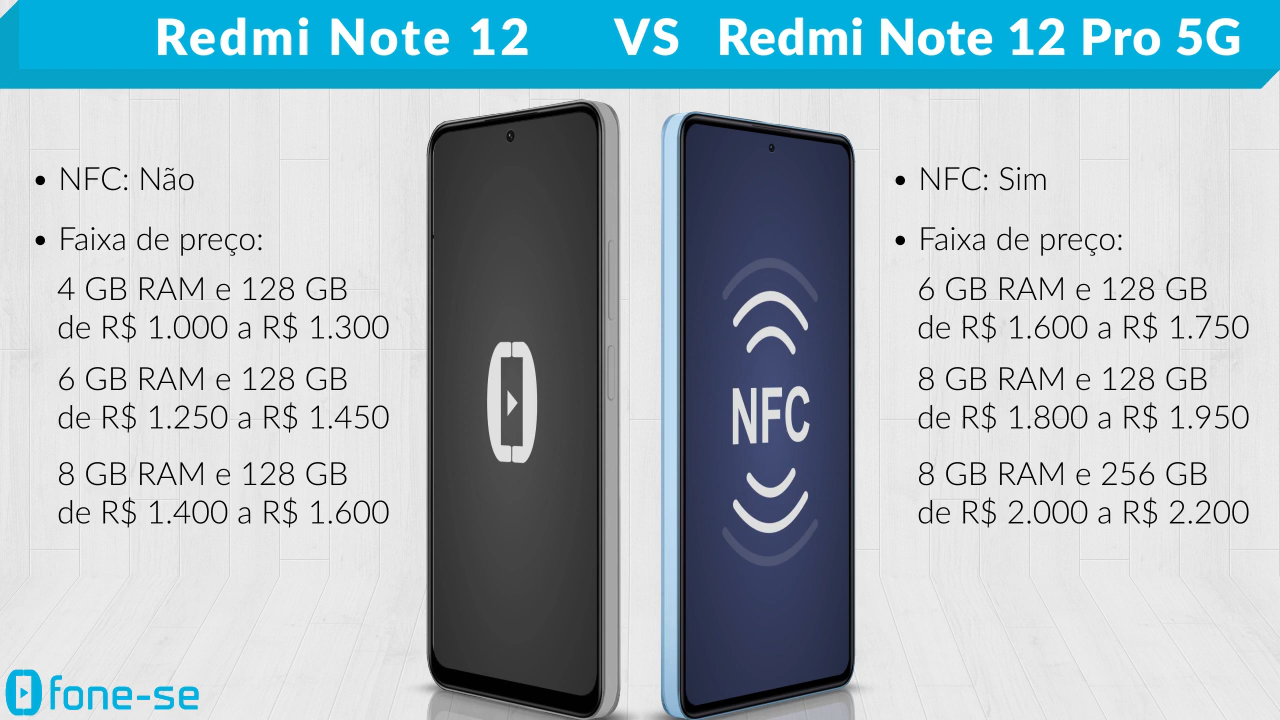 Redmi Note 12 VS Redmi Note 12 Pro 5G
• NFC: Não
• Faixa de preço:
4 GB RAM e 128 GB
de R$ 1.000 a R$ 1.300
6 GB RAM e 128 GB
de R$ 1.250 a R$ 1.450
8 GB RAM e 128 GB
de R$ 1.400 a R$ 1.600
NFC
• NFC: Sim
• Faixa de preço:
6 GB RAM e 128 GB
de R$ 1.600 a R$ 1.750
8 GB RAM e 128 GB
de R$ 1.800 a R$ 1.950
8 GB RAM e 256 GB
de R$ 2.000 a R$ 2.200
fone-se